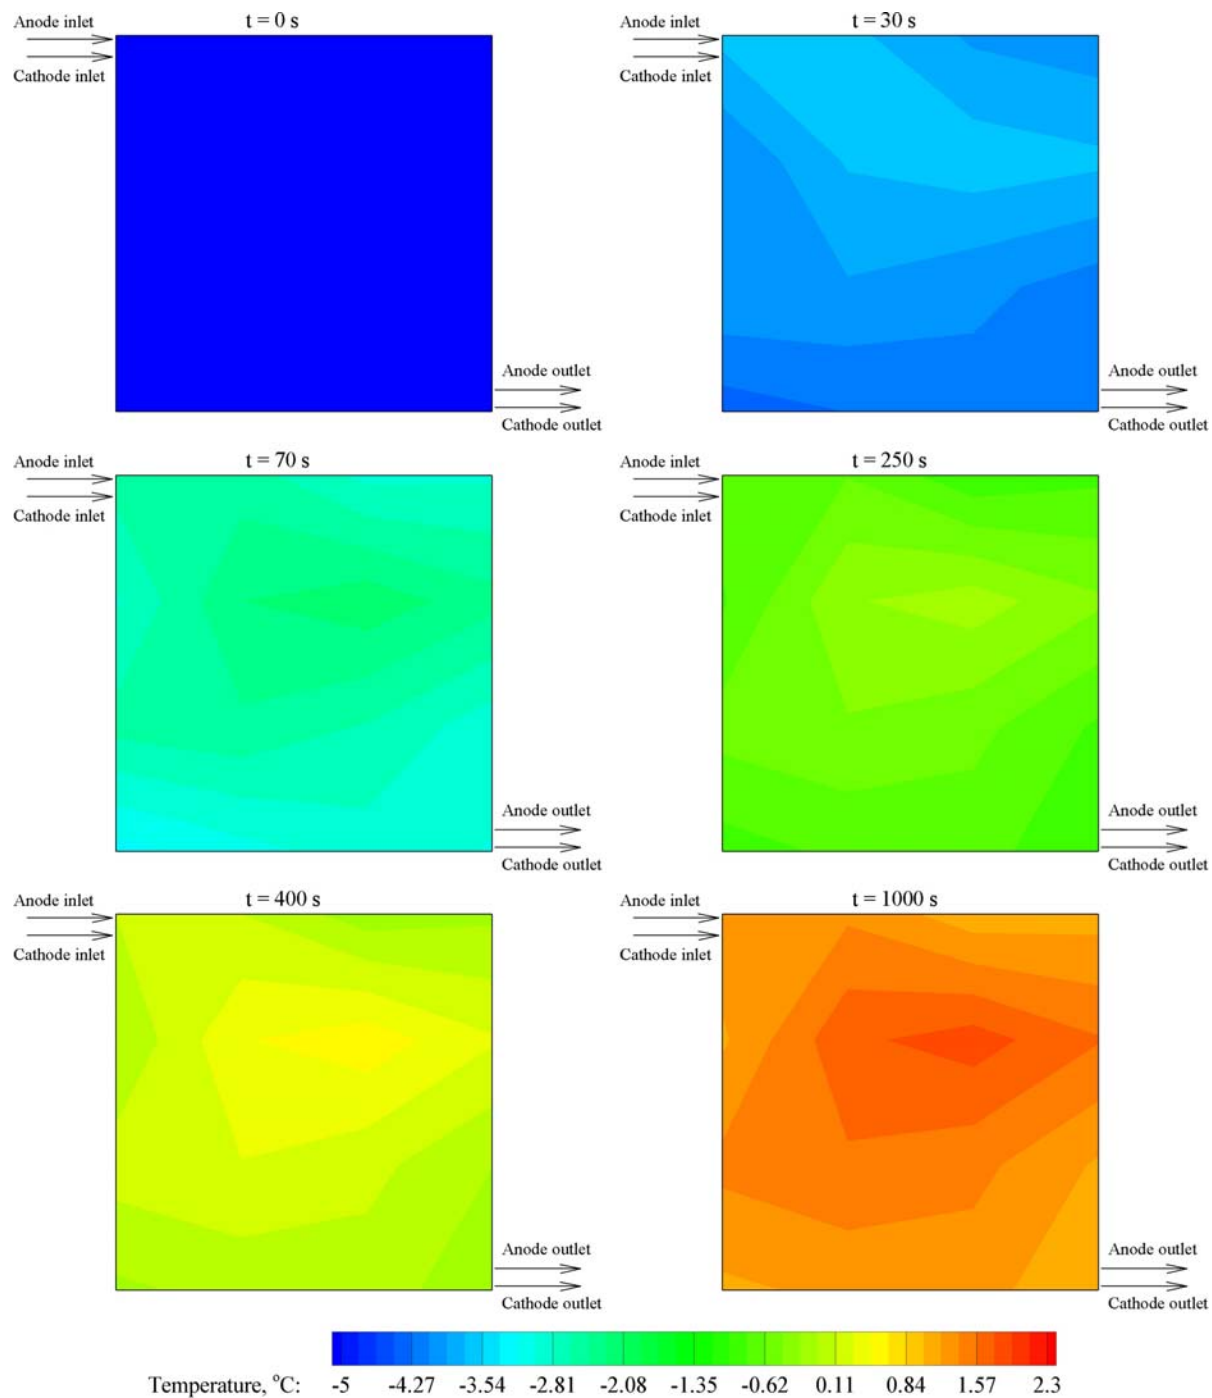 t = 0 s
Anode inlet
Cathode inlet
Anode outlet
Cathode outlet
t = 30 s
Anode inlet
Cathode inlet
Anode outlet
Cathode outlet
t = 70 s
Anode inlet
Cathode inlet
Anode outlet
Cathode outlet
t = 250 s
Anode inlet
Cathode inlet
Anode outlet
Cathode outlet
t = 400 s
Anode inlet
Cathode inlet
Anode outlet
Cathode outlet
t = 1000 s
Anode inlet
Cathode inlet
Anode outlet
Cathode outlet
Temperature, °C: -5 -4.27 -3.54 -2.81 -2.08 -1.35 -0.62 0.11 0.84 1.57 2.3